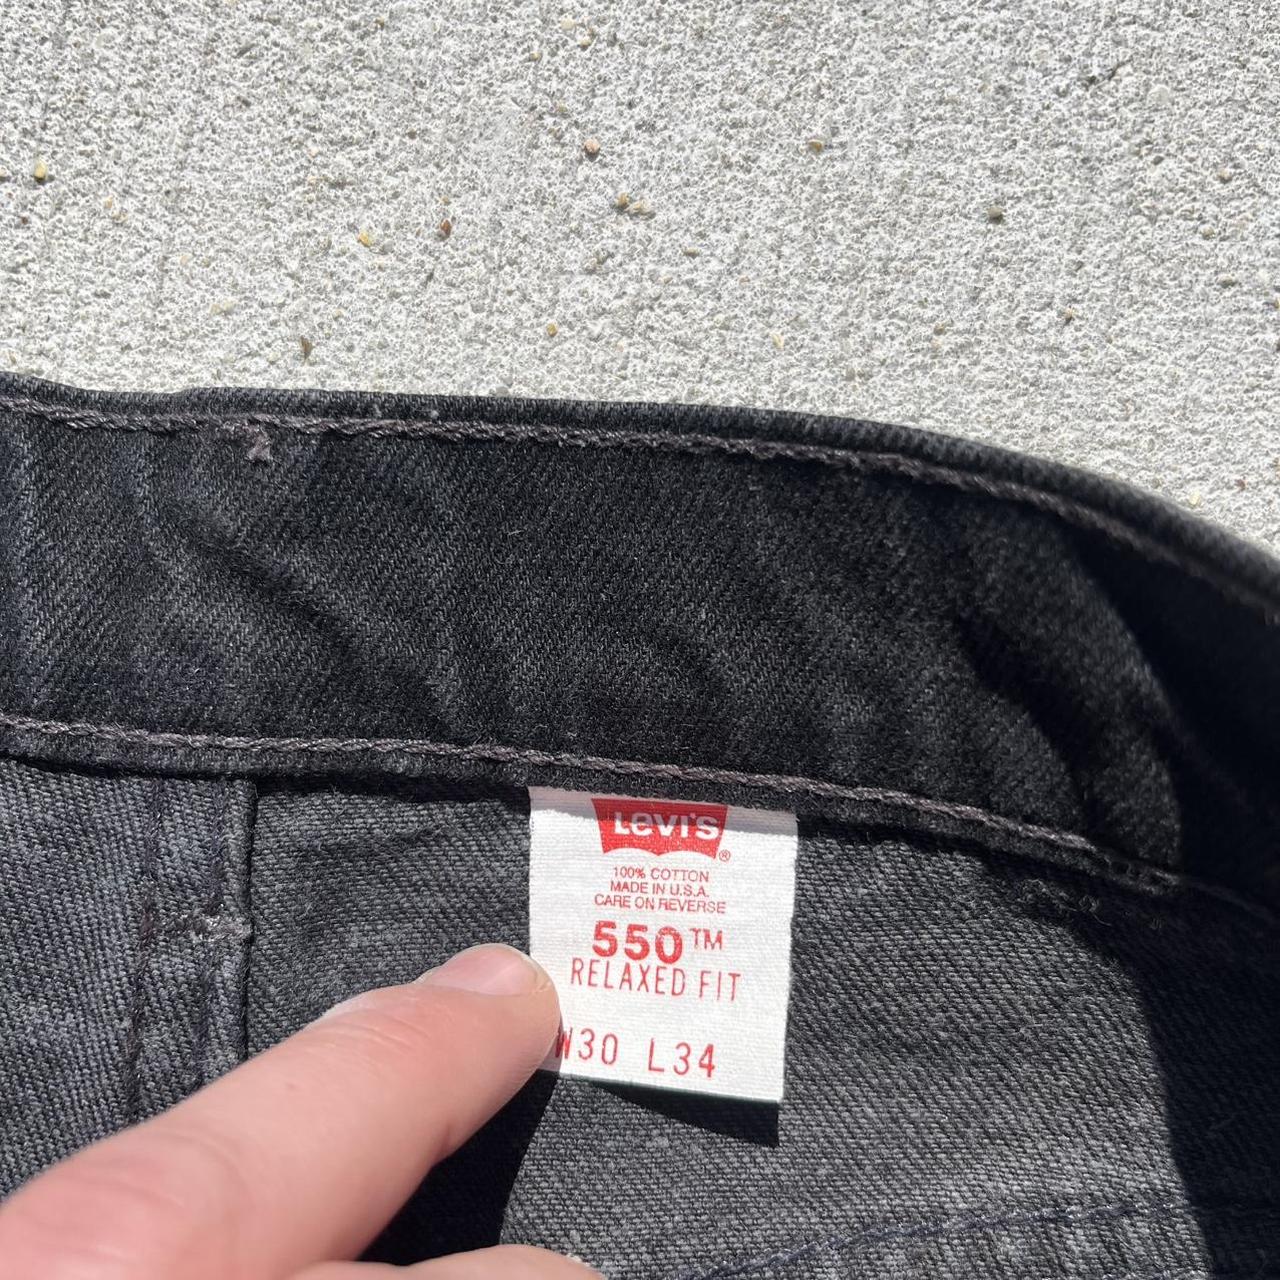 Levi's
®
100% COTTON
MADE IN U.S.A.
CARE ON REVERSE
550™
RELAXED FIT
W30 L34